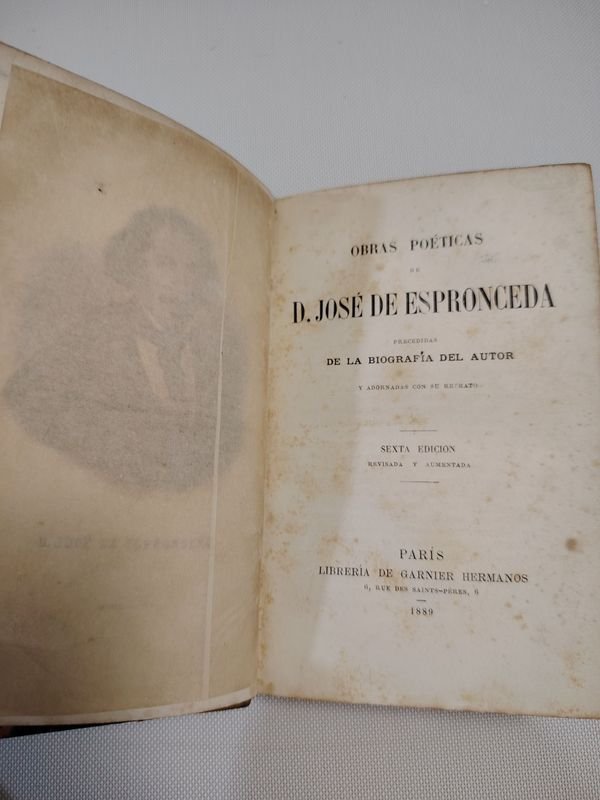 OBRAS POÉTICAS
DE
D. JOSÉ DE ESPRONCEDA
PRECEDIDAS
DE LA BIOGRAFÍA DEL AUTOR
Y ADORNADAS CON SU RETRATO
SEXTA EDICION
REVISADA Y AUMENTADA
PARÍS
LIBRERÍA DE GARNIER HERMANOS
6, RUE DES SAINTS-PÈRES, 6
1889